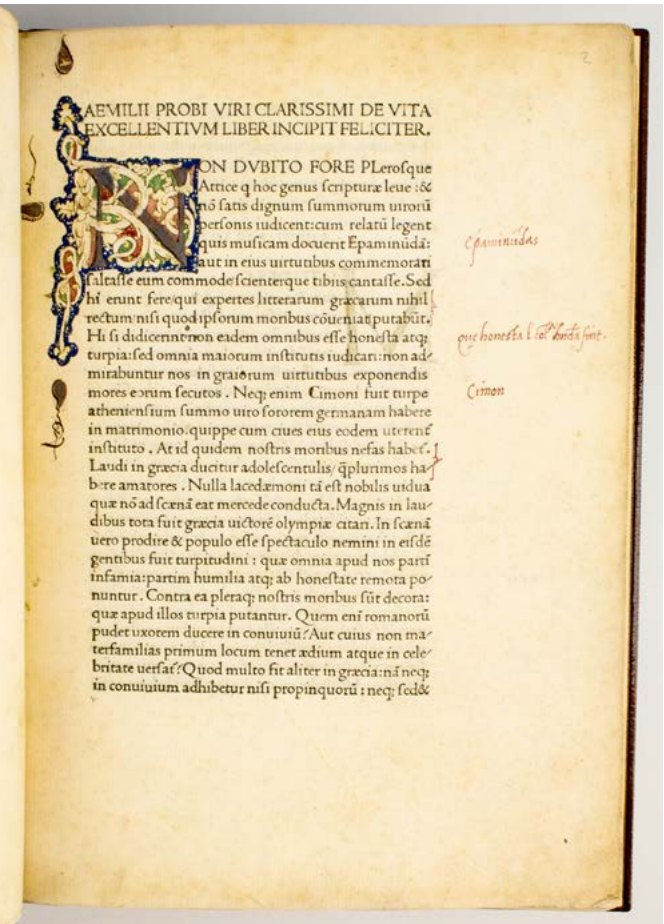 2
AEMILII PROBI VIRI CLARISSIMI DE VITA
EXCELLENTIVM LIBER INCIPIT FELICITER.
NON DVBITO FORE PLeroſque
Attice q hoc genus ſcripturæ leue :&
nō ſatis dignum ſummorum uirorū
perſonis iudicent:cum relatū legent
quis muſicam docuerit Epaminūdā:
aut in eius uirtutibus commemorari
ſaltaſſe eum commode/ſcienterque tibiis cantaſſe. Sed
hi erunt fere/qui expertes litterarum græcarum nihil
rectum/niſi quod ipſorum moribus cōueniat/putabūt.
Hi ſi didicerint non eadem omnibus eſſe honeſta atq;
turpia:ſed omnia maiorum inſtitutis iudicari:non ad-
mirabuntur nos in graiorum uirtutibus exponendis
mores eorum ſecutos . Neq; enim Cimoni fuit turpe
athenienſium ſummo uiro ſororem germanam habere
in matrimonio.quippe cum ciues eius eodem uterent̄
inſtituto . At id quidem noſtris moribus nefas habet̄.
Laudi in græcia ducitur adoleſcentulis/ q̄plurimos ha-
bere amatores . Nulla lacedæmoni tā eſt nobilis uidua
quæ nō ad ſcænā eat mercede conducta. Magnis in lau-
dibus tota fuit græcia uictorē olympiæ citari. In ſcænā
uero prodire & populo eſſe ſpectaculo nemini in eiſdē
gentibus fuit turpitudini : quæ omnia apud nos partī
infamia:partim humilia atq; ab honeſtate remota po-
nuntur . Contra ea pleraq; noſtris moribus ſūt decora:
quæ apud illos turpia putantur. Quem enī romanorū
pudet uxorem ducere in conuiuiū? Aut cuius non ma-
terfamilias primum locum tenet ædium atque in cele-
britate uerſat̄? Quod multo fit aliter in græcia:nā neq;
in conuiuium adhibetur niſi propinquorū : neq; ſed&
Epaminūdas
que honesta
Cimon